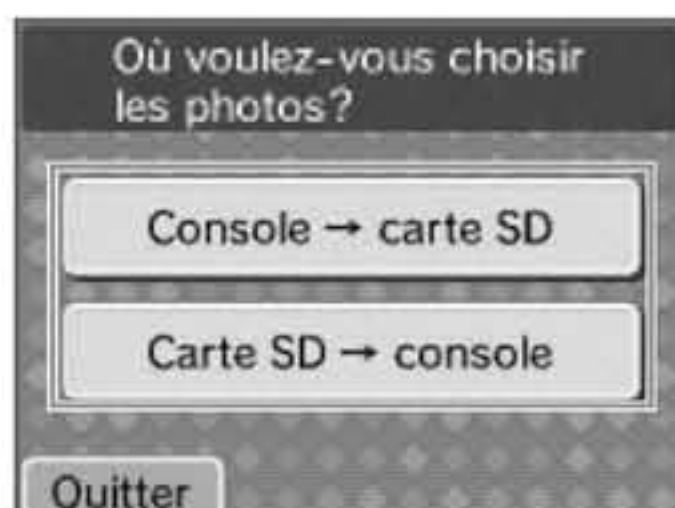 Où voulez-vous choisir
les photos?
Console → carte SD
Carte SD → console
Quitter